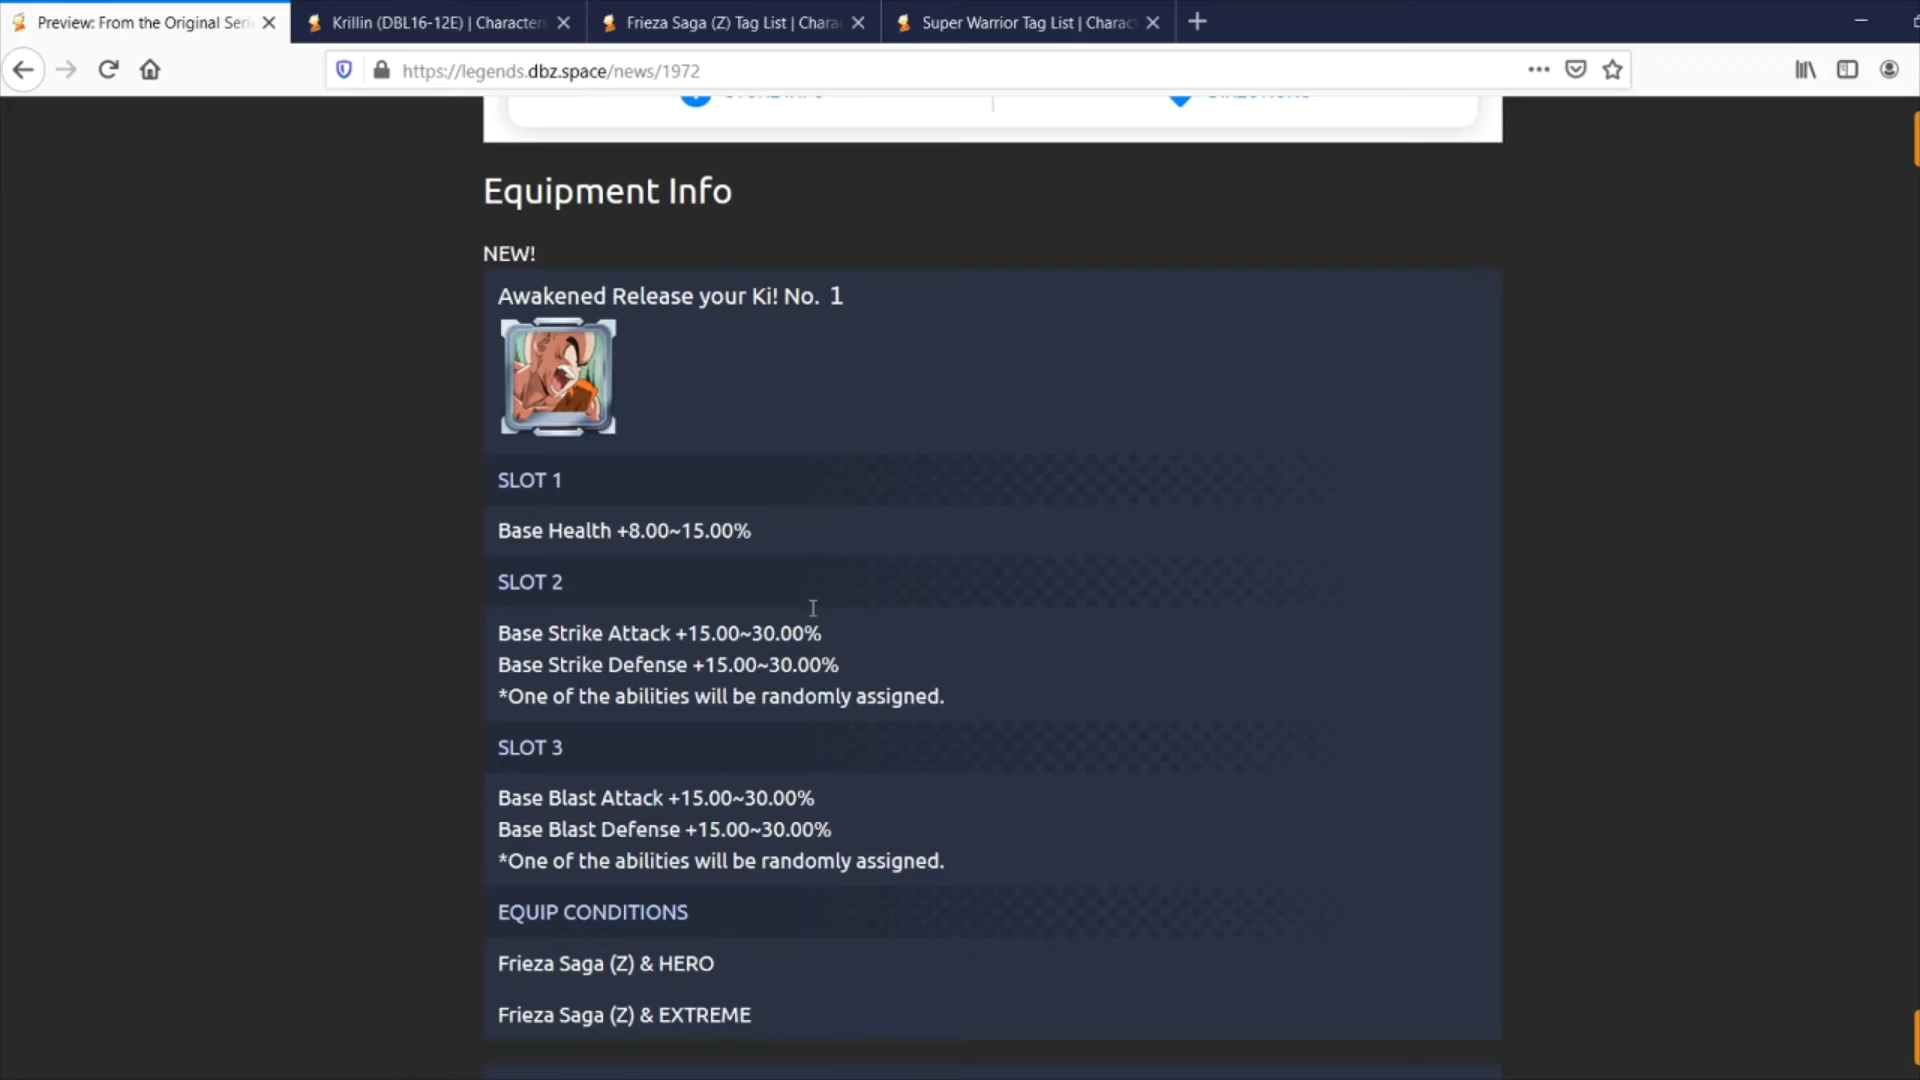 Preview: From the Original Seri
Krillin (DBL16-12E) | Characters
Frieza Saga (Z) Tag List | Chara
Super Warrior Tag List | Charac
https://legends.dbz.space/news/1972
Equipment Info
NEW!
Awakened Release your Ki! No. 1
SLOT 1
Base Health +8.00~15.00%
SLOT 2
Base Strike Attack +15.00~30.00%
Base Strike Defense +15.00~30.00%
*One of the abilities will be randomly assigned.
SLOT 3
Base Blast Attack +15.00~30.00%
Base Blast Defense +15.00~30.00%
*One of the abilities will be randomly assigned.
EQUIP CONDITIONS
Frieza Saga (Z) & HERO
Frieza Saga (Z) & EXTREME